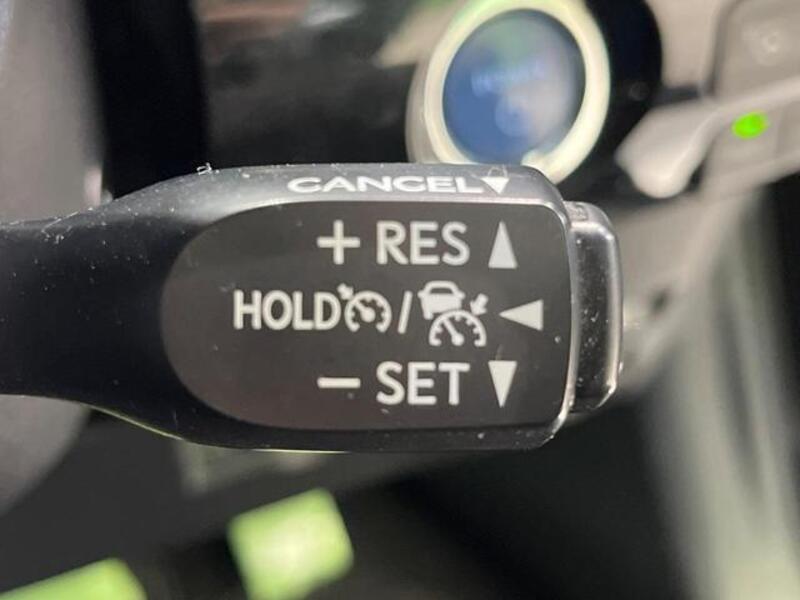 CANCEL
+ RES
HOLD /
− SET